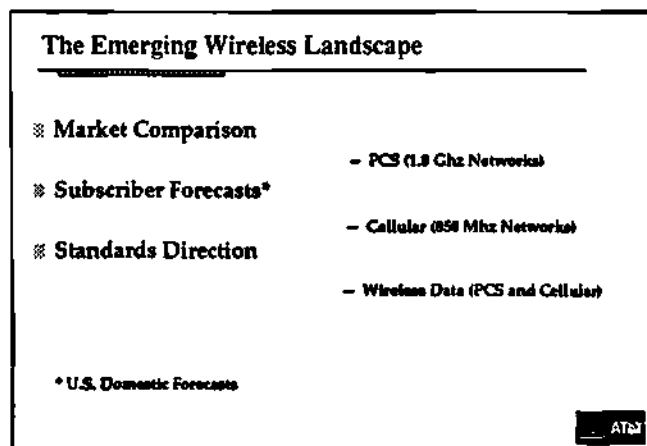 The Emerging Wireless Landscape
Market Comparison
– PCS (1.8 Ghz Networks)
Subscriber Forecasts*
– Cellular (850 Mhz Networks)
Standards Direction
– Wireless Data (PCS and Cellular)
* U.S. Domestic Forecasts
AT&T